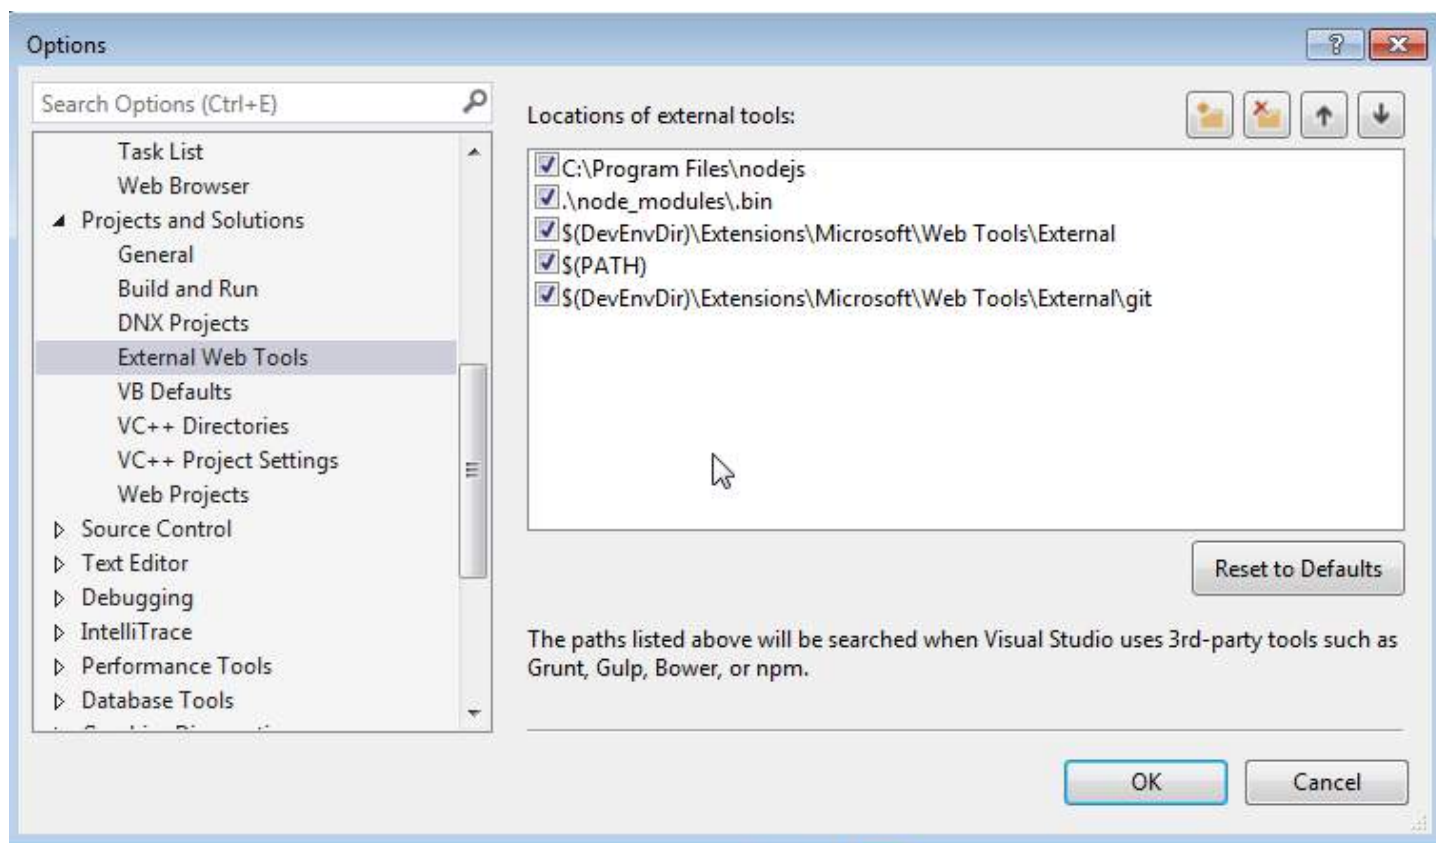 Options
Search Options (Ctrl+E)
Task List
Web Browser
Projects and Solutions
General
Build and Run
DNX Projects
External Web Tools
VB Defaults
VC++ Directories
VC++ Project Settings
Web Projects
Source Control
Text Editor
Debugging
IntelliTrace
Performance Tools
Database Tools
Locations of external tools:
C:\Program Files\nodejs
.\node_modules\.bin
$(DevEnvDir)\Extensions\Microsoft\Web Tools\External
$(PATH)
$(DevEnvDir)\Extensions\Microsoft\Web Tools\External\git
Reset to Defaults
The paths listed above will be searched when Visual Studio uses 3rd-party tools such as
Grunt, Gulp, Bower, or npm.
OK
Cancel